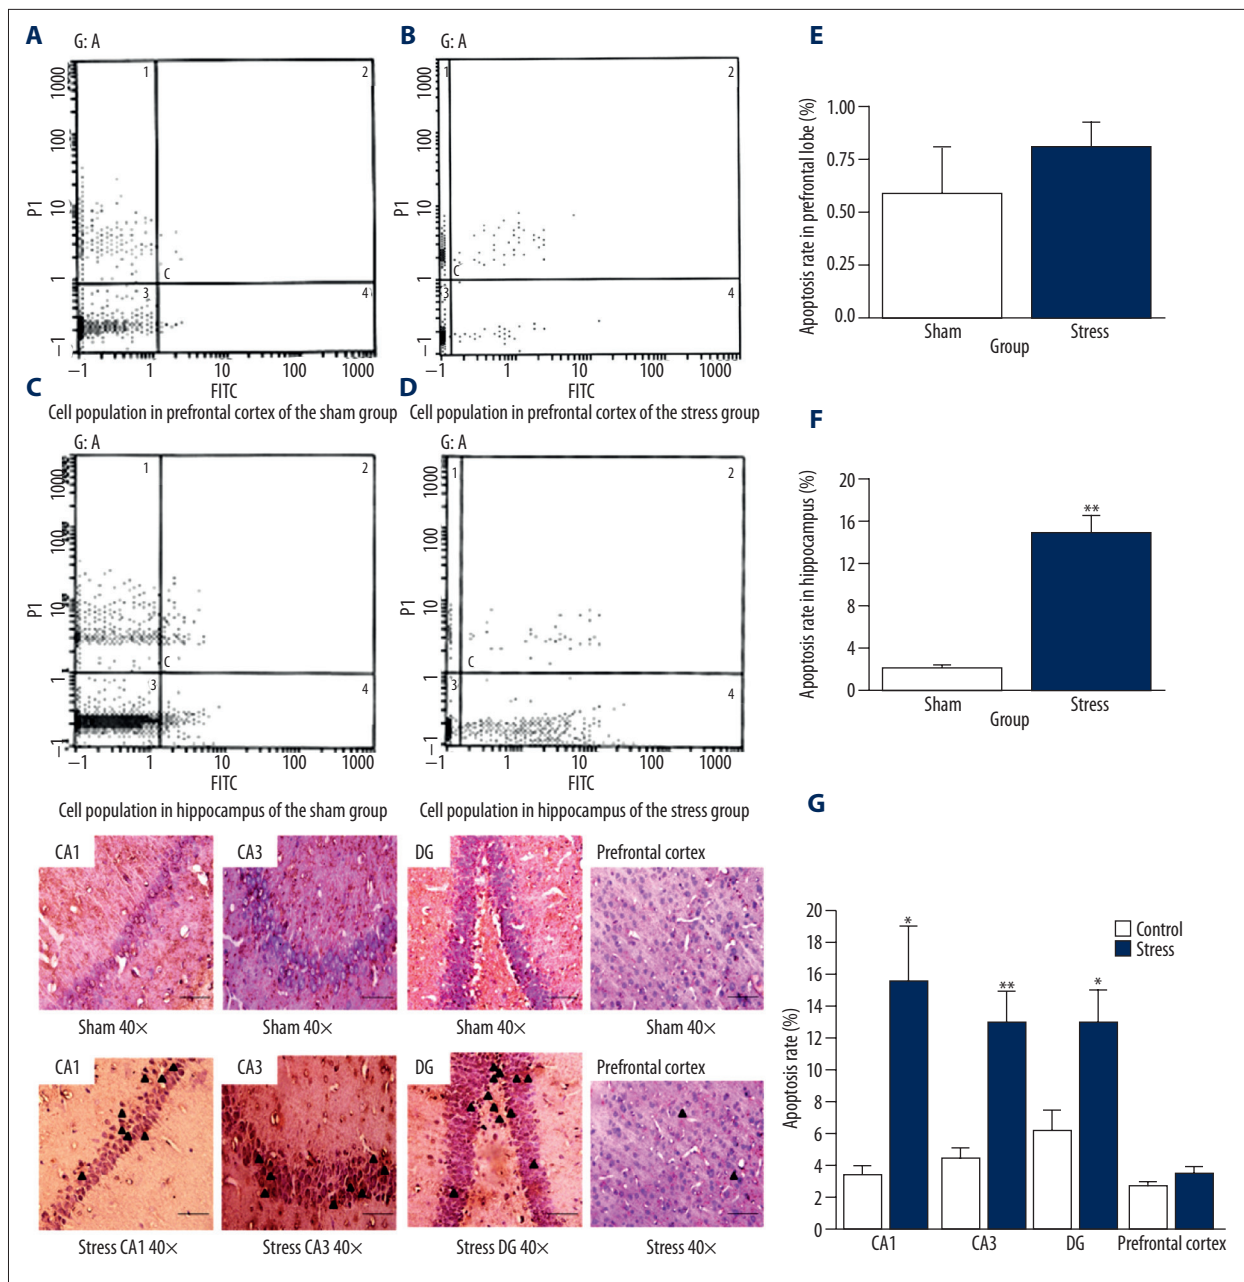 A
G: A
1
2
3
4
C
1000
100
10
1
−1
P1
−1
1
10
100
1000
FITC
Cell population in prefrontal cortex of the sham group
B
G: A
1
2
3
4
C
1000
100
10
1
−1
P1
−1
1
10
100
1000
FITC
Cell population in prefrontal cortex of the stress group
C
G: A
1
2
3
4
C
1000
100
10
1
−1
P1
−1
1
10
100
1000
FITC
Cell population in hippocampus of the sham group
D
G: A
1
2
3
4
C
1000
100
10
1
−1
P1
−1
1
10
100
1000
FITC
Cell population in hippocampus of the stress group
E
Apoptosis rate in prefrontal lobe (%)
1.00
0.75
0.50
0.25
0.0
Sham
Stress
Group
F
Apoptosis rate in hippocampus (%)
20
16
12
8
4
0
**
Sham
Stress
Group
CA1
CA3
DG
Prefrontal cortex
Sham 40×
Sham 40×
Sham 40×
Sham 40×
CA1
CA3
DG
Prefrontal cortex
Stress CA1 40×
Stress CA3 40×
Stress DG 40×
Stress 40×
G
Apoptosis rate (%)
20
18
16
14
12
10
8
6
4
2
0
*
**
*
Control
Stress
CA1
CA3
DG
Prefrontal cortex